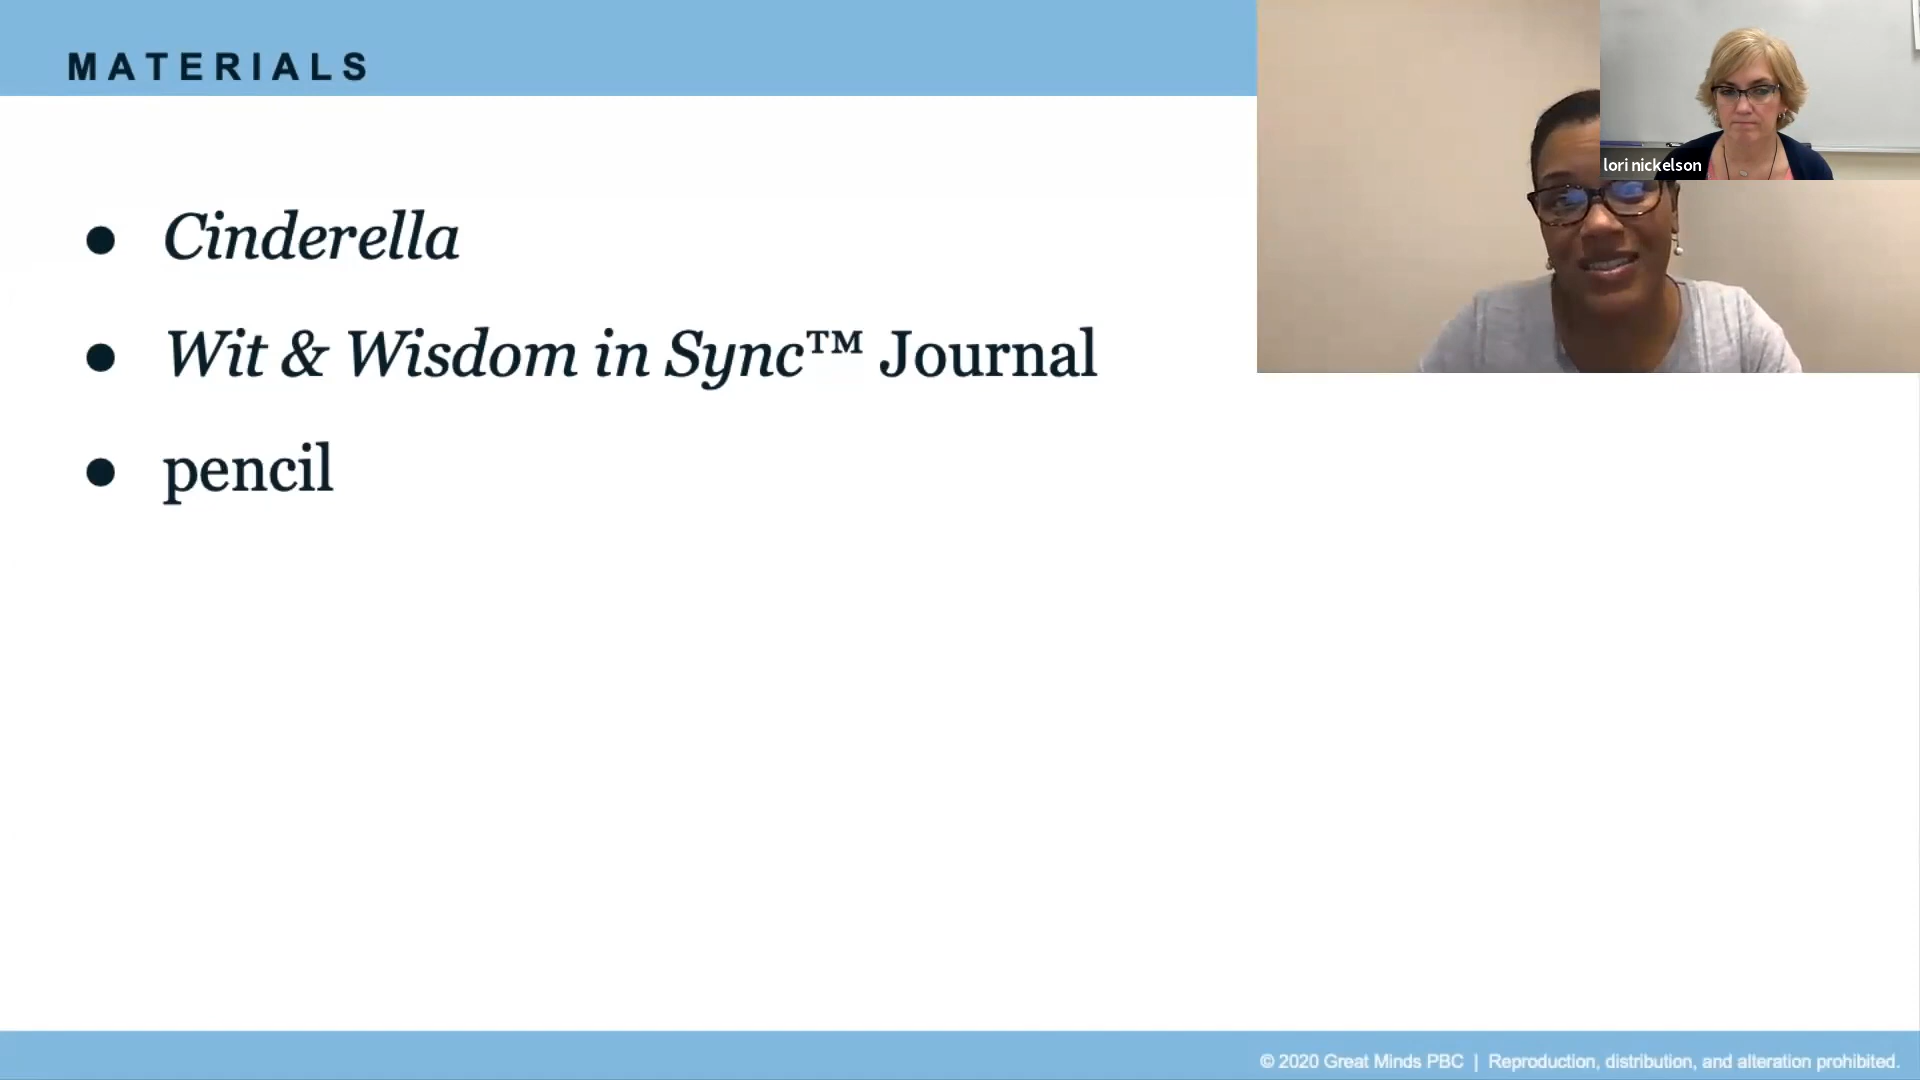 MATERIALS
lori nickelson
● Cinderella
● Wit & Wisdom in Sync™ Journal
● pencil
© 2020 Great Minds PBC | Reproduction, distribution, and alteration prohibited.